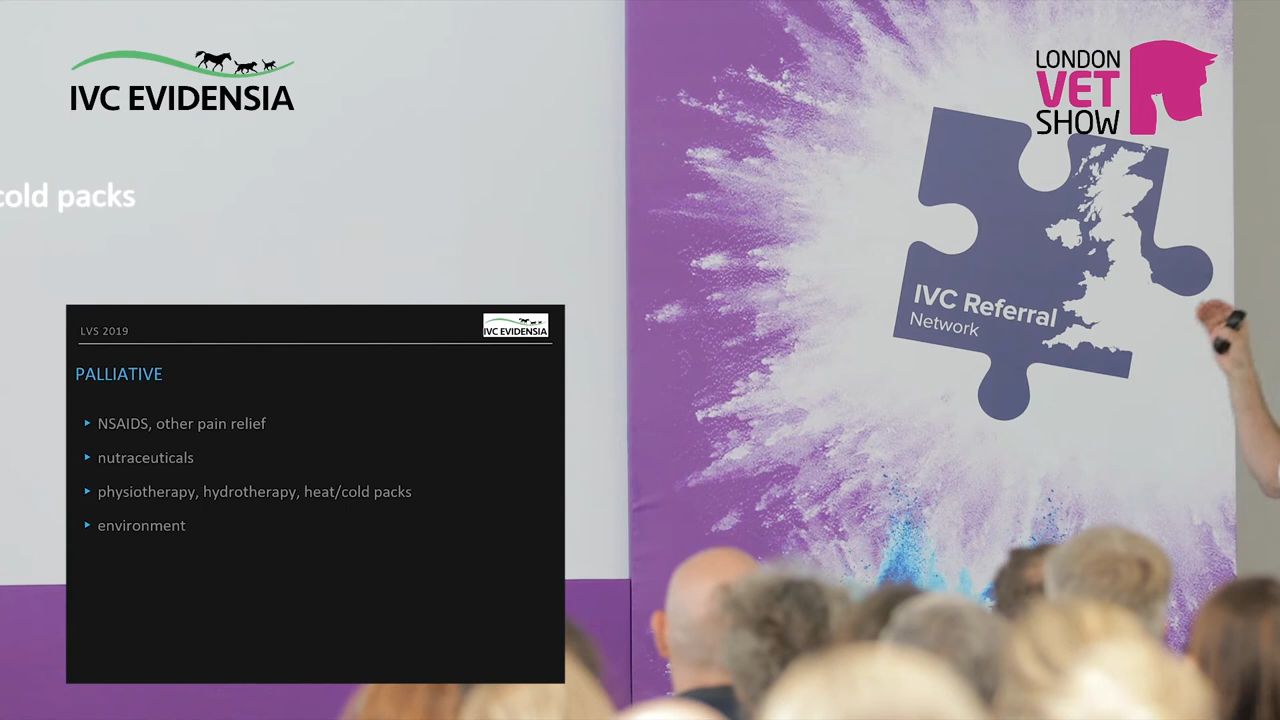 IVC EVIDENSIA
LONDON
VET
SHOW
cold packs
IVC Referral
Network
LVS 2019
IVC EVIDENSIA
PALLIATIVE
NSAIDS, other pain relief
nutraceuticals
physiotherapy, hydrotherapy, heat/cold packs
environment